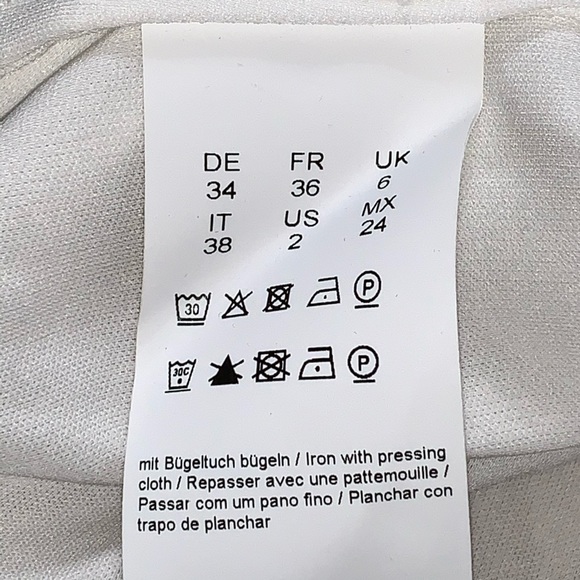 DE FR UK
34 36 6
IT US MX
38 2 24
30 P
30C P
mit Bügeltuch bügeln / Iron with pressing
cloth / Repasser avec une pattemouille /
Passar com um pano fino / Planchar con
trapo de planchar